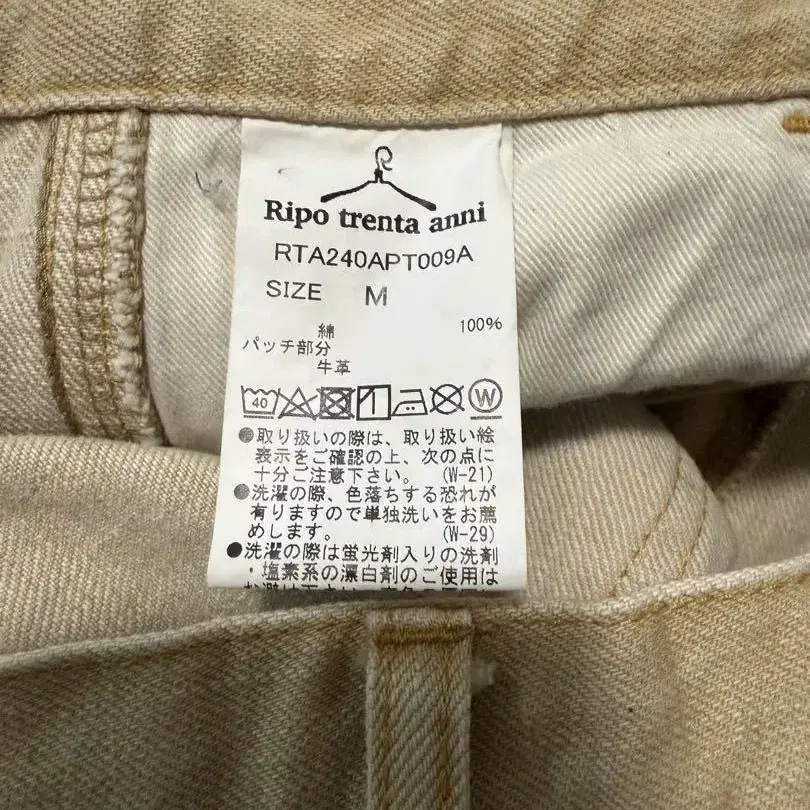 Ripo trenta anni
RTA240APT009A
SIZE M
綿 100%
パッチ部分
牛革
40 W
●取り扱いの際は、取り扱い絵
表示をご確認の上、次の点に
十分ご注意下さい。 (W-21)
●洗濯の際、色落ちする恐れが
有りますので単独洗いをお薦
めします。 (W-29)
●洗濯の際は蛍光剤入りの洗剤
・塩素系の漂白剤のご使用は